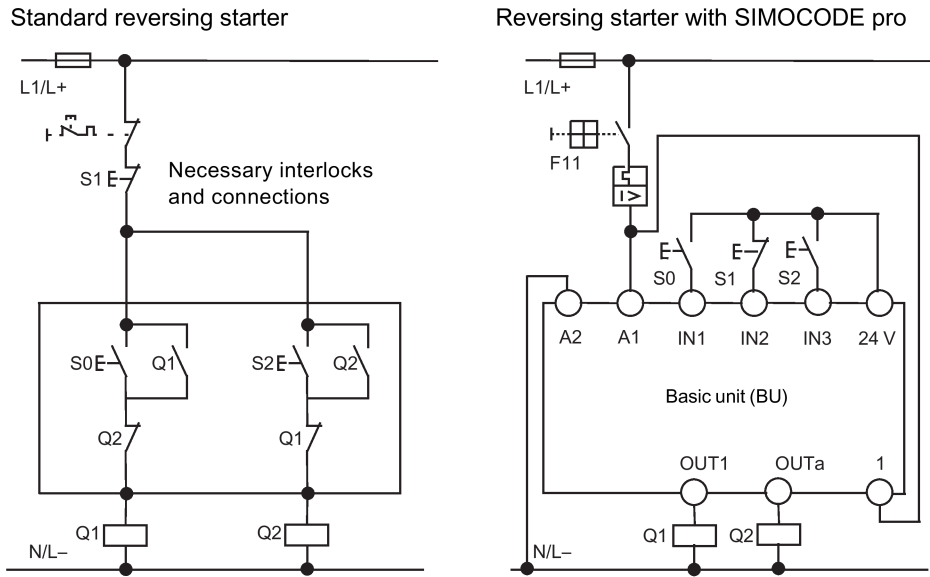 Standard reversing starter
L1/L+
S1
Necessary interlocks
and connections
S0
Q1
S2
Q2
Q2
Q1
Q1
Q2
N/L–
Reversing starter with SIMOCODE pro
L1/L+
F11
I >
S0
S1
S2
A2
A1
IN1
IN2
IN3
24 V
Basic unit (BU)
OUT1
OUTa
1
Q1
Q2
N/L–